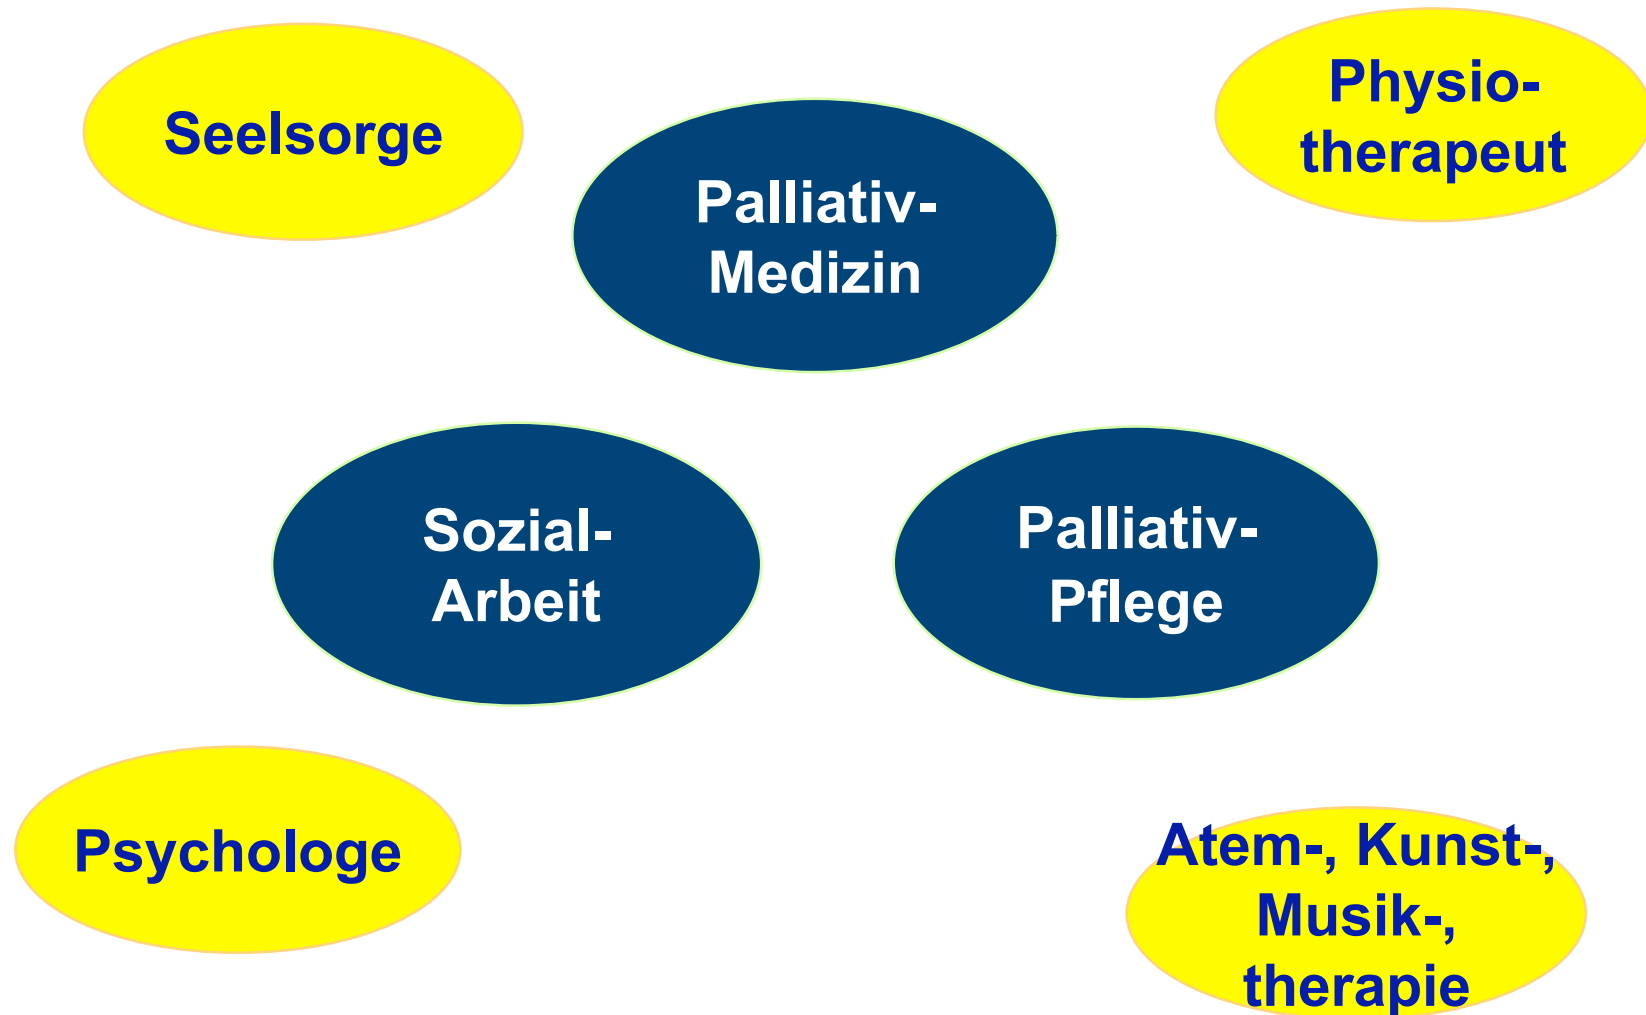 Seelsorge
Physio-
therapeut
Palliativ-
Medizin
Sozial-
Arbeit
Palliativ-
Pflege
Psychologe
Atem-, Kunst-,
Musik-,
therapie